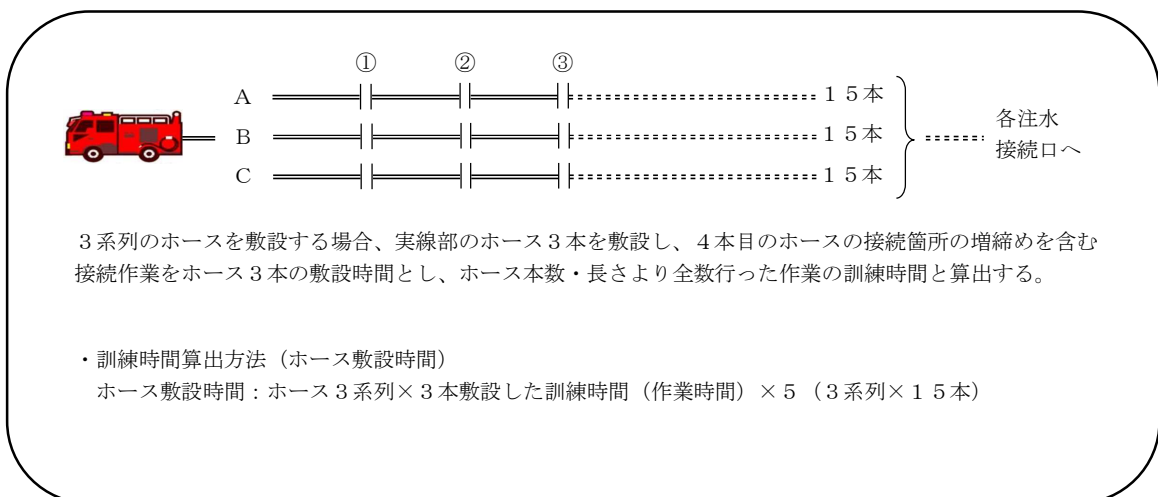 ① ② ③
A １５本
B １５本
C １５本
各注水
接続口へ
３系列のホースを敷設する場合、実線部のホース３本を敷設し、４本目のホースの接続箇所の増締めを含む
接続作業をホース３本の敷設時間とし、ホース本数・長さより全数行った作業の訓練時間と算出する。
・訓練時間算出方法（ホース敷設時間）
ホース敷設時間：ホース３系列×３本敷設した訓練時間（作業時間）×５（３系列×１５本）